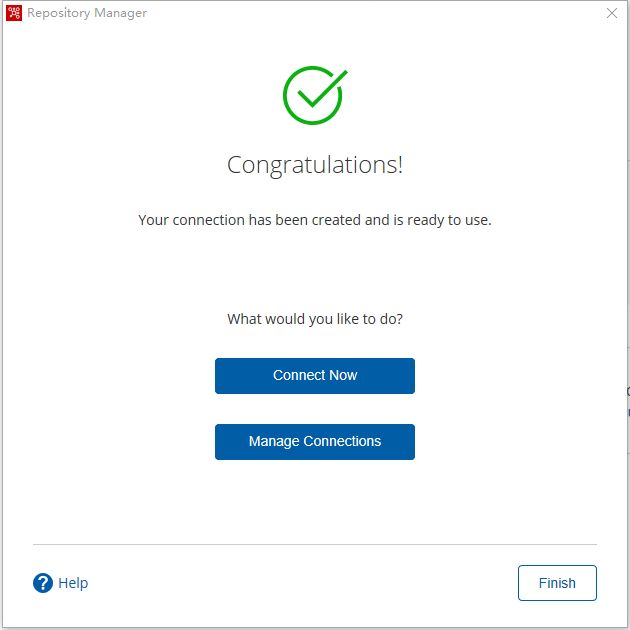 Repository Manager
Congratulations!
Your connection has been created and is ready to use.
What would you like to do?
Connect Now
Manage Connections
? Help
Finish